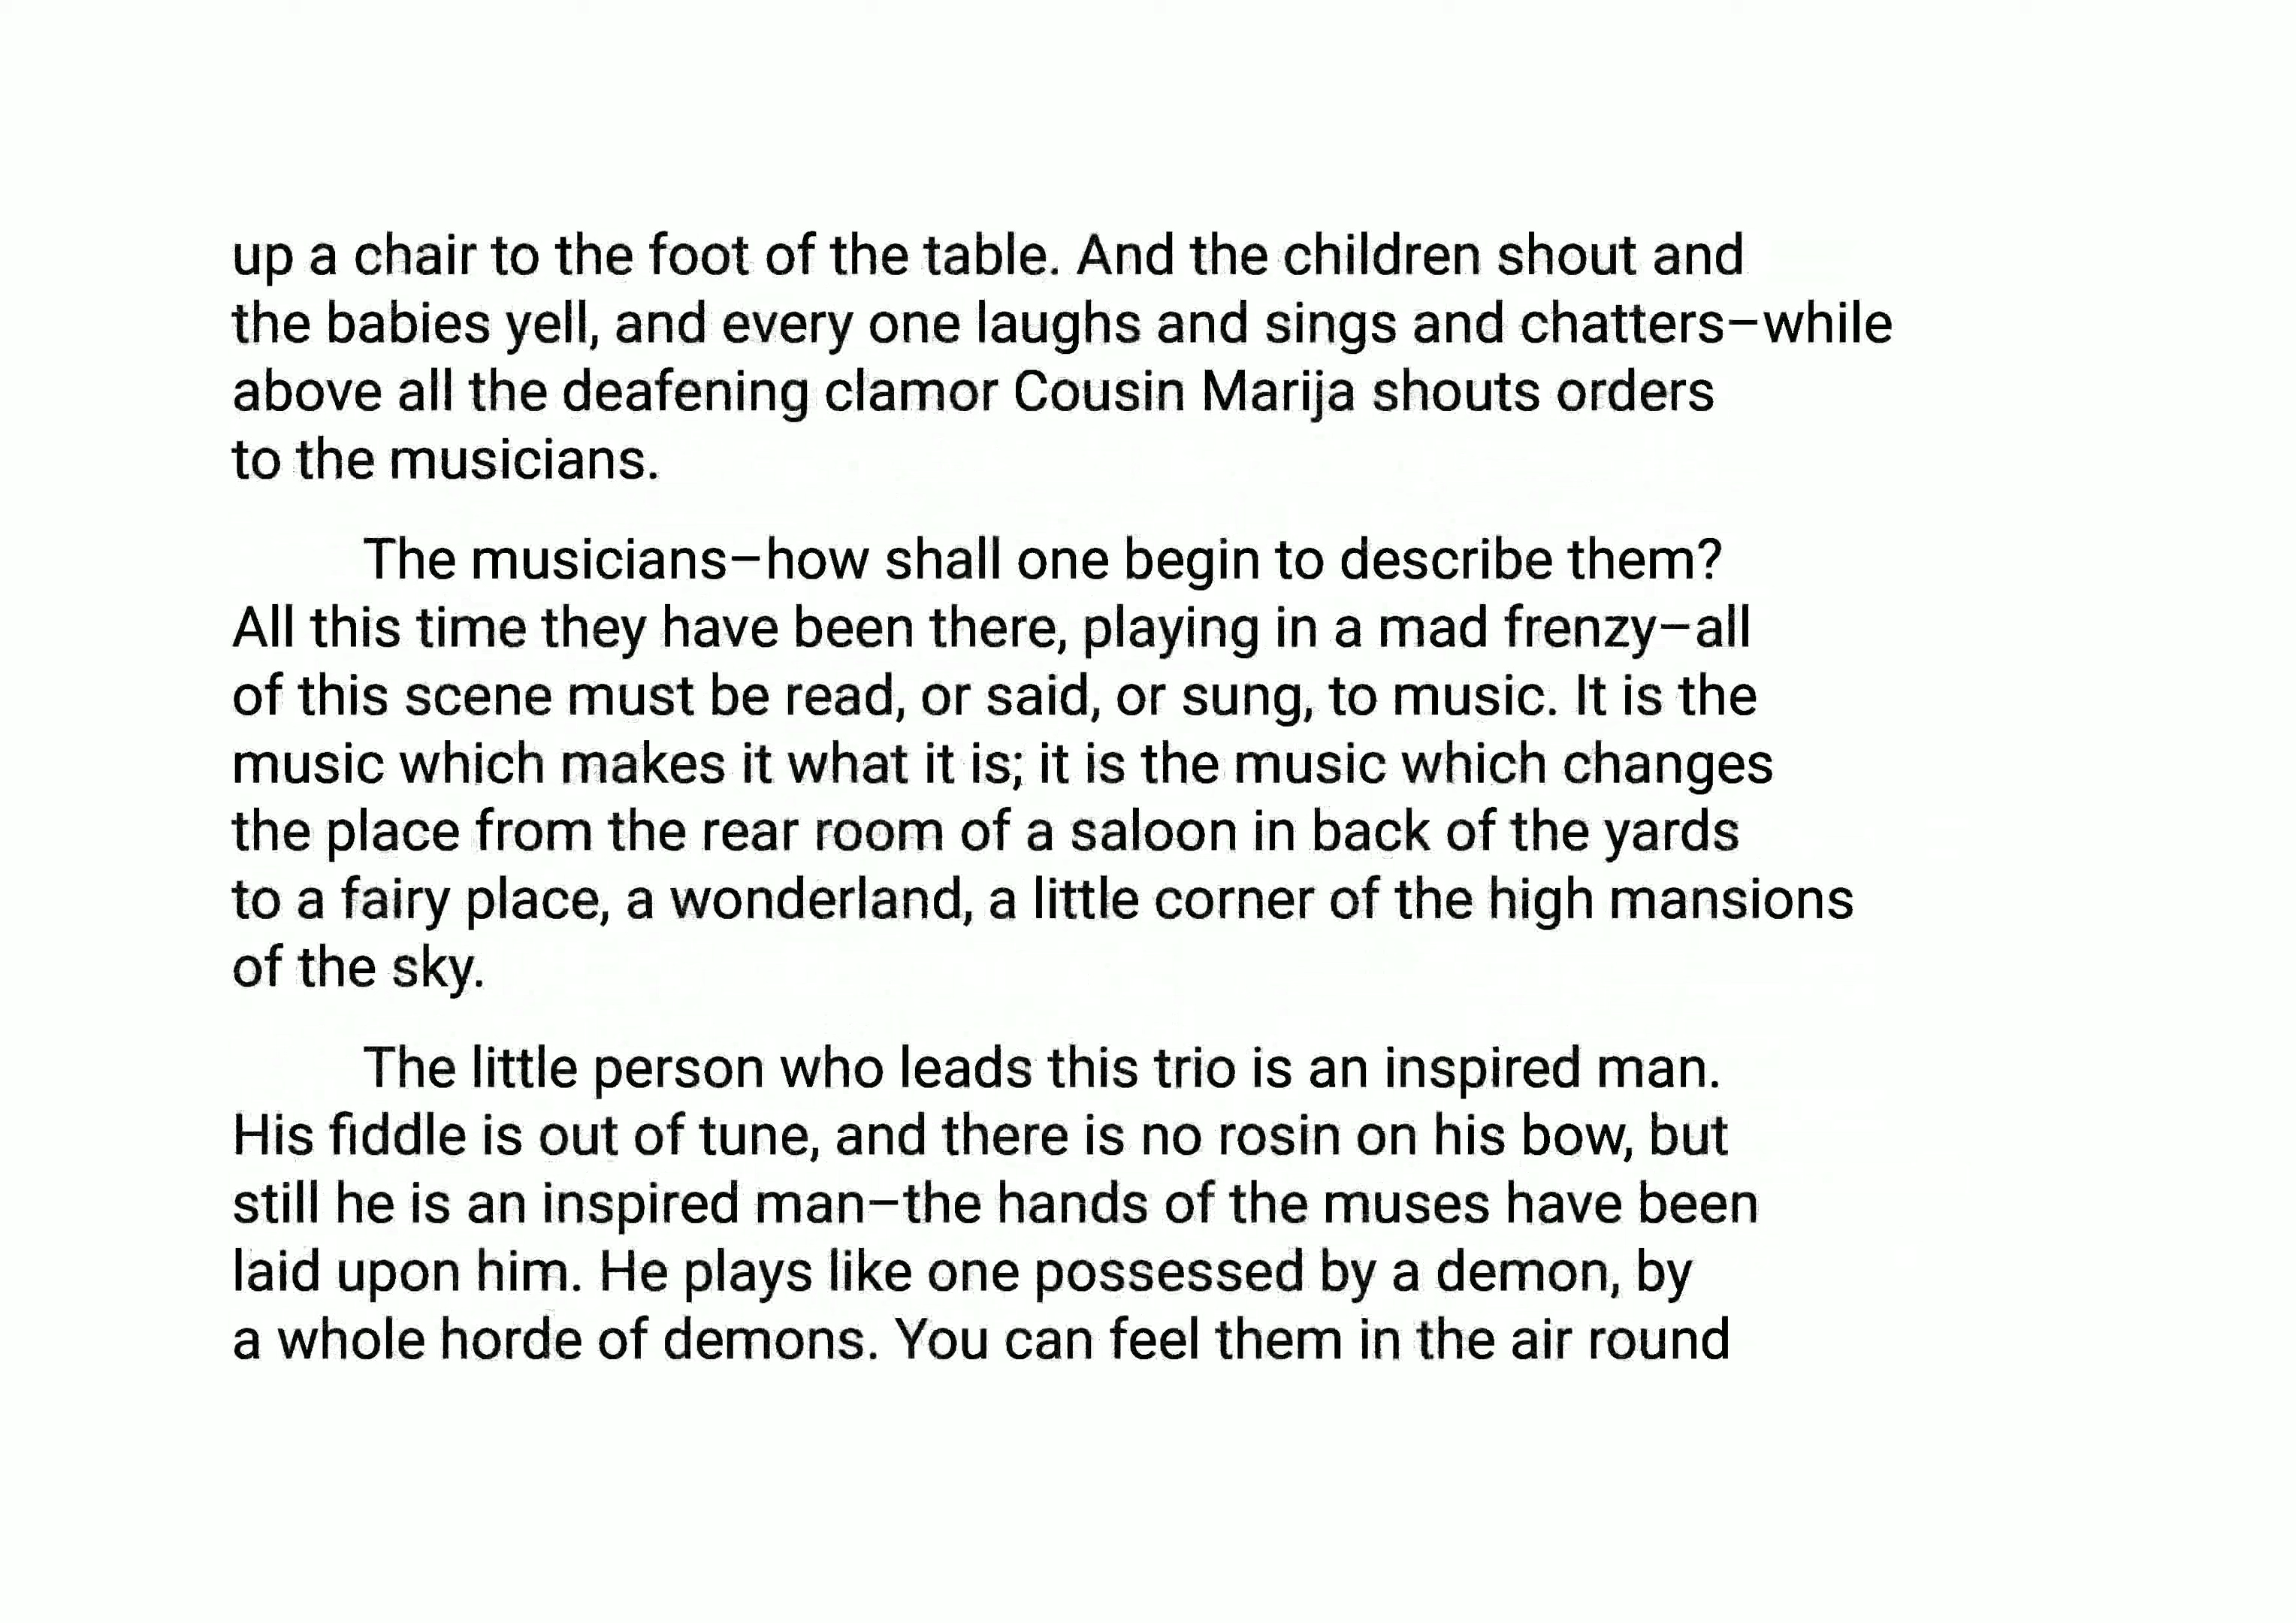 up a chair to the foot of the table. And the children shout and
the babies yell, and every one laughs and sings and chatters–while
above all the deafening clamor Cousin Marija shouts orders
to the musicians.
The musicians–how shall one begin to describe them?
All this time they have been there, playing in a mad frenzy–all
of this scene must be read, or said, or sung, to music. It is the
music which makes it what it is; it is the music which changes
the place from the rear room of a saloon in back of the yards
to a fairy place, a wonderland, a little corner of the high mansions
of the sky.
The little person who leads this trio is an inspired man.
His fiddle is out of tune, and there is no rosin on his bow, but
still he is an inspired man–the hands of the muses have been
laid upon him. He plays like one possessed by a demon, by
a whole horde of demons. You can feel them in the air round